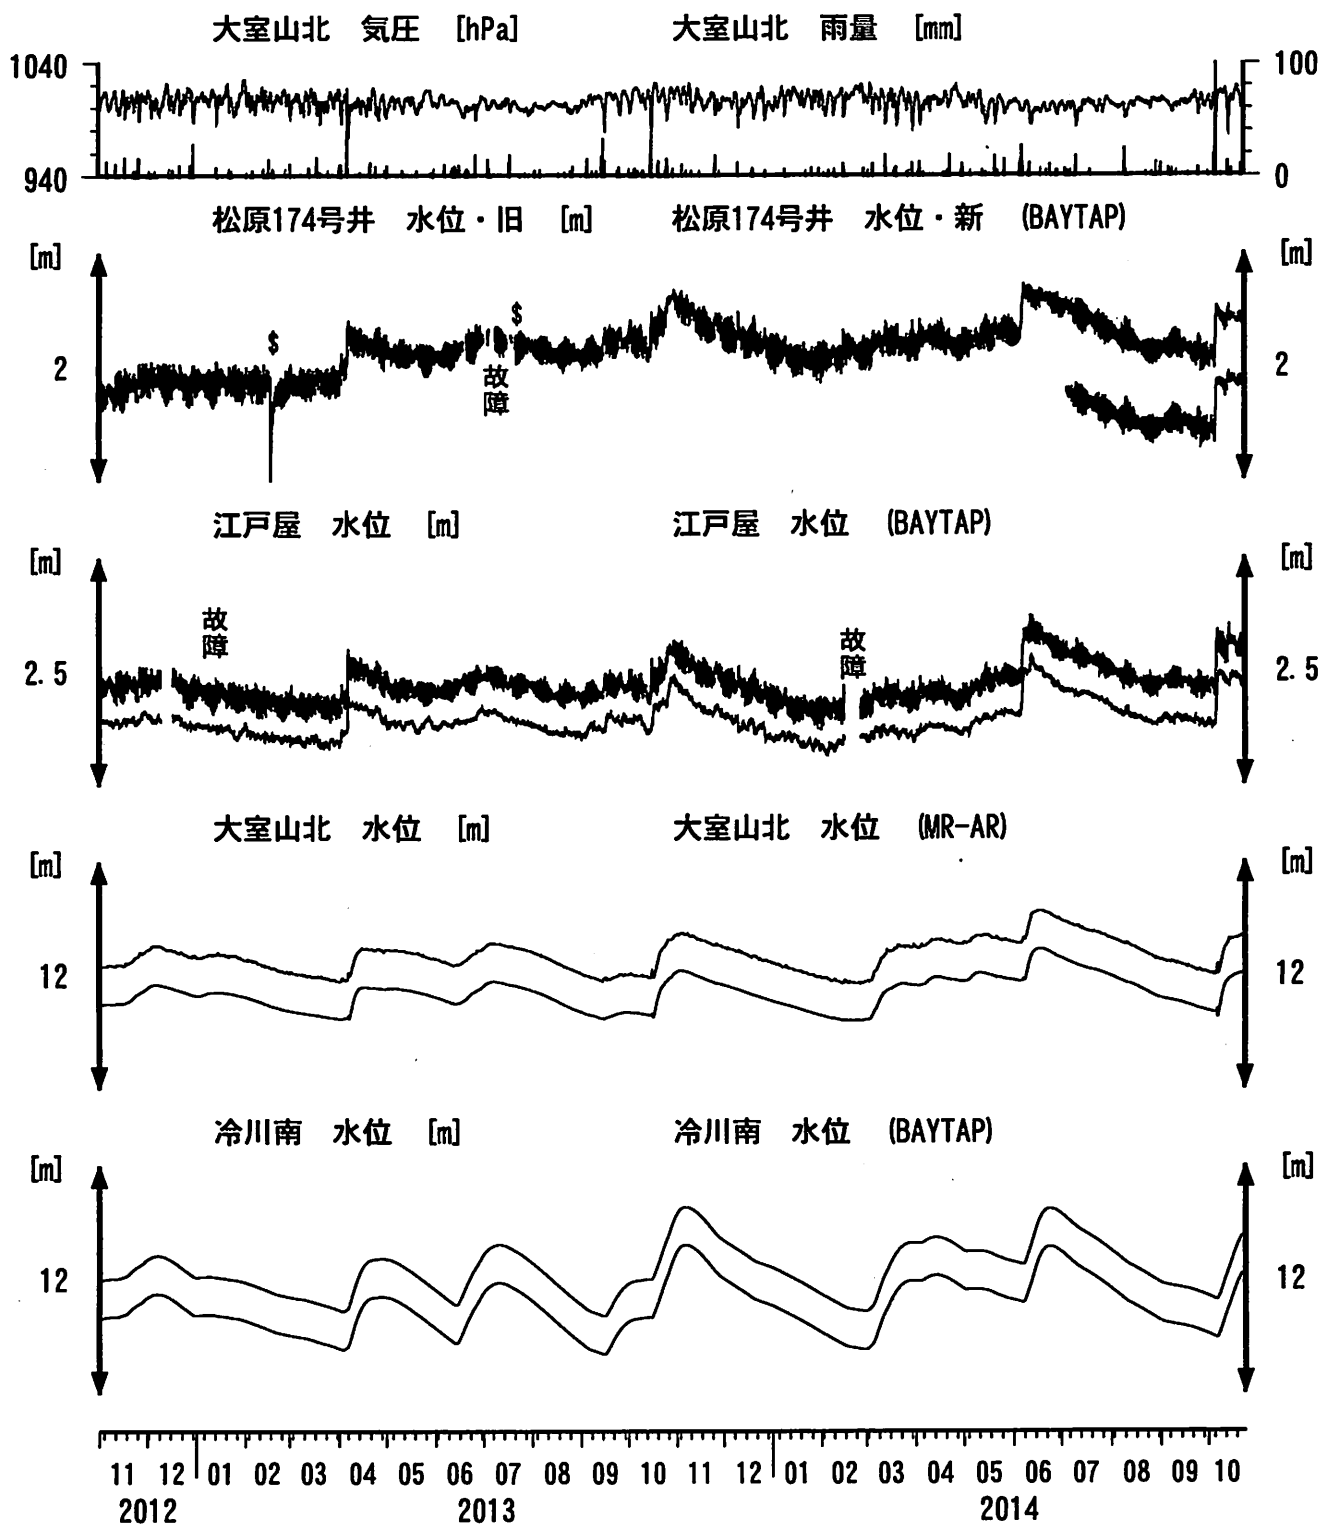 大室山北 気圧 [hPa] 大室山北 雨量 [mm]
1040 100
940 0
松原174号井 水位・旧 [m] 松原174号井 水位・新 (BAYTAP)
[m] [m]
$ $
2 2
故障
江戸屋 水位 [m] 江戸屋 水位 (BAYTAP)
[m] [m]
故障 故障
2.5 2.5
大室山北 水位 [m] 大室山北 水位 (MR-AR)
[m] [m]
12 12
冷川南 水位 [m] 冷川南 水位 (BAYTAP)
[m] [m]
12 12
11 12 01 02 03 04 05 06 07 08 09 10 11 12 01 02 03 04 05 06 07 08 09 10
2012 2013 2014